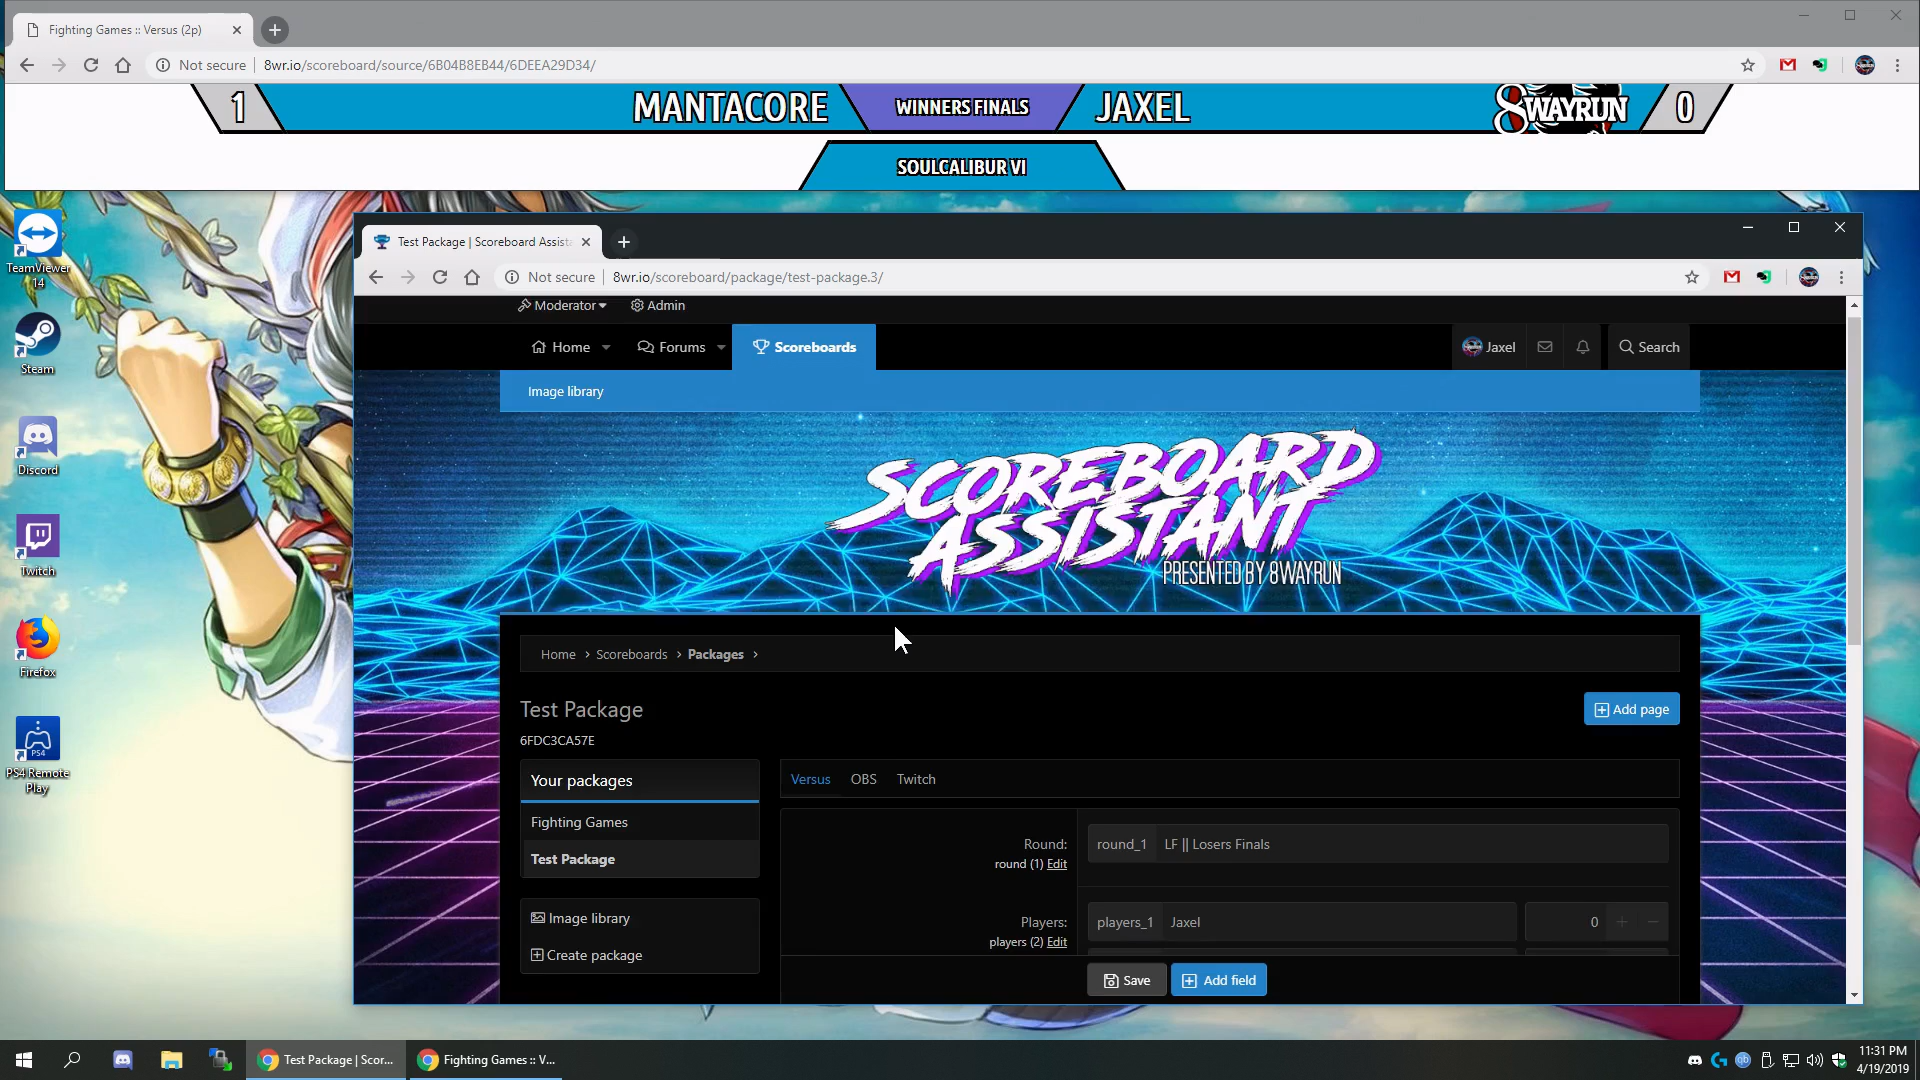 Fighting Games :: Versus (2p)
Not secure
8wr.io/scoreboard/source/6B04B8EB44/6DEEA29D34/
1
MANTACORE
WINNERS FINALS
JAXEL
8WAYRUN
0
SOULCALIBUR VI
TeamViewer 14
Steam
Discord
Twitch
Firefox
PS4
PS4 Remote Play
Test Package | Scoreboard Assista
Not secure
8wr.io/scoreboard/package/test-package.3/
Moderator
Admin
Home
Forums
Scoreboards
Jaxel
Search
Image library
SCOREBOARD
ASSISTANT
PRESENTED BY 8WAYRUN
Home > Scoreboards > Packages >
Test Package
6FDC3CA57E
Add page
Your packages
Fighting Games
Test Package
Image library
Create package
Versus
OBS
Twitch
Round:
round (1) Edit
round_1
LF || Losers Finals
Players:
players (2) Edit
players_1
Jaxel
0
Save
Add field
Test Package | Scor...
Fighting Games :: V...
11:31 PM
4/19/2019